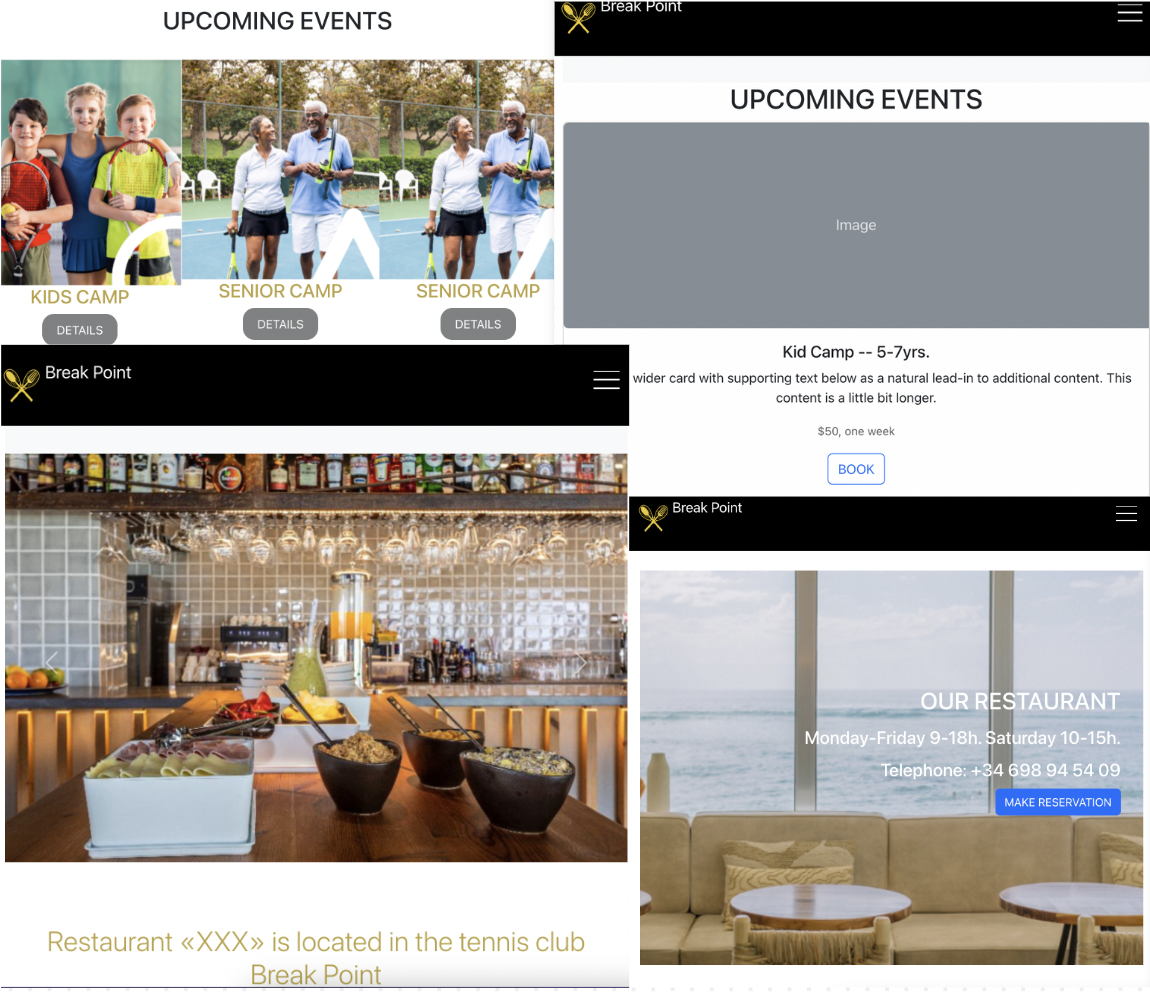 UPCOMING EVENTS
KIDS CAMP
DETAILS
SENIOR CAMP
DETAILS
SENIOR CAMP
DETAILS
Break Point
UPCOMING EVENTS
Image
Kid Camp -- 5-7yrs.
wider card with supporting text below as a natural lead-in to additional content. This
content is a little bit longer.
$50, one week
BOOK
Break Point
Restaurant «XXX» is located in the tennis club
Break Point
Break Point
OUR RESTAURANT
Monday-Friday 9-18h. Saturday 10-15h.
Telephone: +34 698 94 54 09
MAKE RESERVATION